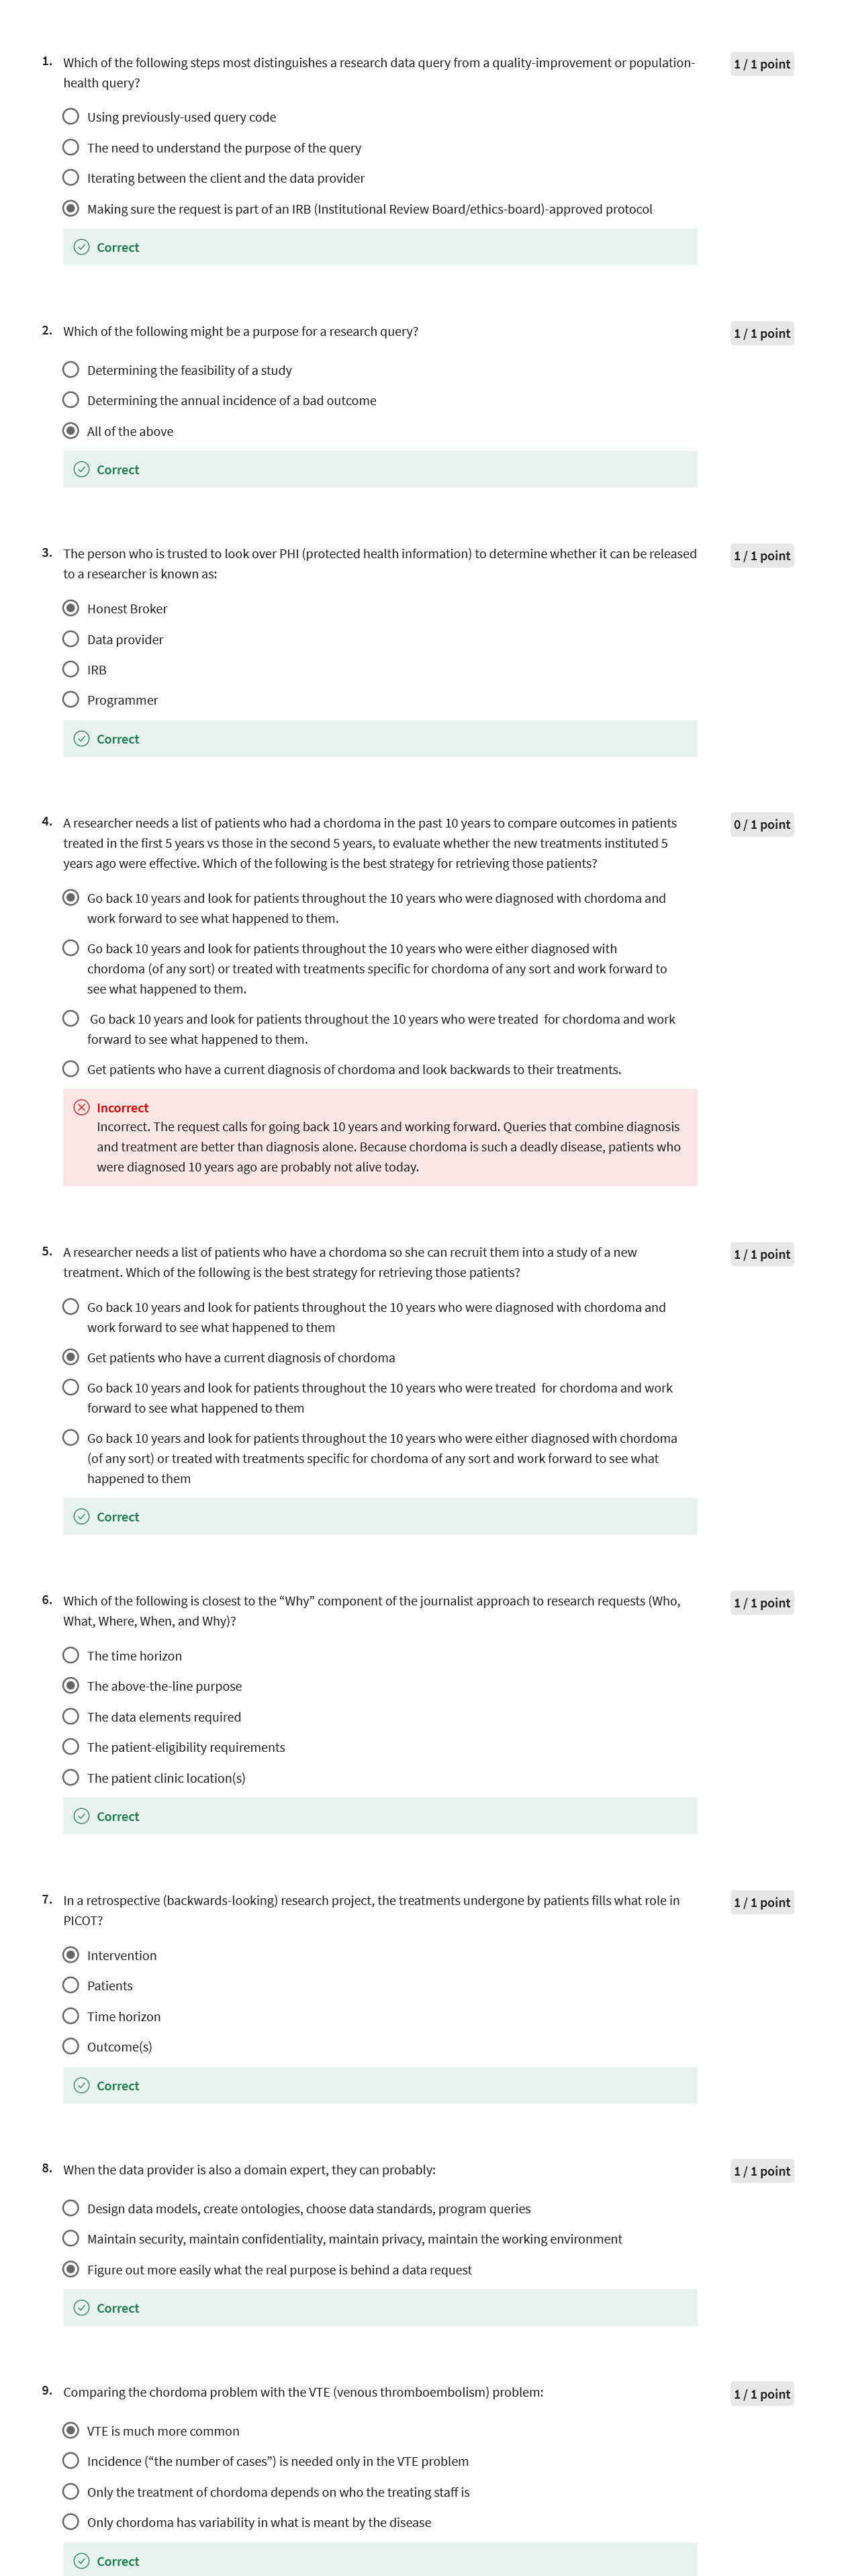 1. Which of the following steps most distinguishes a research data query from a quality-improvement or population-
health query?
1 / 1 point
Using previously-used query code
The need to understand the purpose of the query
Iterating between the client and the data provider
Making sure the request is part of an IRB (Institutional Review Board/ethics-board)-approved protocol
Correct
2. Which of the following might be a purpose for a research query?
1 / 1 point
Determining the feasibility of a study
Determining the annual incidence of a bad outcome
All of the above
Correct
3. The person who is trusted to look over PHI (protected health information) to determine whether it can be released
to a researcher is known as:
1 / 1 point
Honest Broker
Data provider
IRB
Programmer
Correct
4. A researcher needs a list of patients who had a chordoma in the past 10 years to compare outcomes in patients
treated in the first 5 years vs those in the second 5 years, to evaluate whether the new treatments instituted 5
years ago were effective. Which of the following is the best strategy for retrieving those patients?
0 / 1 point
Go back 10 years and look for patients throughout the 10 years who were diagnosed with chordoma and
work forward to see what happened to them.
Go back 10 years and look for patients throughout the 10 years who were either diagnosed with
chordoma (of any sort) or treated with treatments specific for chordoma of any sort and work forward to
see what happened to them.
Go back 10 years and look for patients throughout the 10 years who were treated for chordoma and work
forward to see what happened to them.
Get patients who have a current diagnosis of chordoma and look backwards to their treatments.
Incorrect
Incorrect. The request calls for going back 10 years and working forward. Queries that combine diagnosis
and treatment are better than diagnosis alone. Because chordoma is such a deadly disease, patients who
were diagnosed 10 years ago are probably not alive today.
5. A researcher needs a list of patients who have a chordoma so she can recruit them into a study of a new
treatment. Which of the following is the best strategy for retrieving those patients?
1 / 1 point
Go back 10 years and look for patients throughout the 10 years who were diagnosed with chordoma and
work forward to see what happened to them
Get patients who have a current diagnosis of chordoma
Go back 10 years and look for patients throughout the 10 years who were treated for chordoma and work
forward to see what happened to them
Go back 10 years and look for patients throughout the 10 years who were either diagnosed with chordoma
(of any sort) or treated with treatments specific for chordoma of any sort and work forward to see what
happened to them
Correct
6. Which of the following is closest to the “Why” component of the journalist approach to research requests (Who,
What, Where, When, and Why)?
1 / 1 point
The time horizon
The above-the-line purpose
The data elements required
The patient-eligibility requirements
The patient clinic location(s)
Correct
7. In a retrospective (backwards-looking) research project, the treatments undergone by patients fills what role in
PICOT?
1 / 1 point
Intervention
Patients
Time horizon
Outcome(s)
Correct
8. When the data provider is also a domain expert, they can probably:
1 / 1 point
Design data models, create ontologies, choose data standards, program queries
Maintain security, maintain confidentiality, maintain privacy, maintain the working environment
Figure out more easily what the real purpose is behind a data request
Correct
9. Comparing the chordoma problem with the VTE (venous thromboembolism) problem:
1 / 1 point
VTE is much more common
Incidence (“the number of cases”) is needed only in the VTE problem
Only the treatment of chordoma depends on who the treating staff is
Only chordoma has variability in what is meant by the disease
Correct